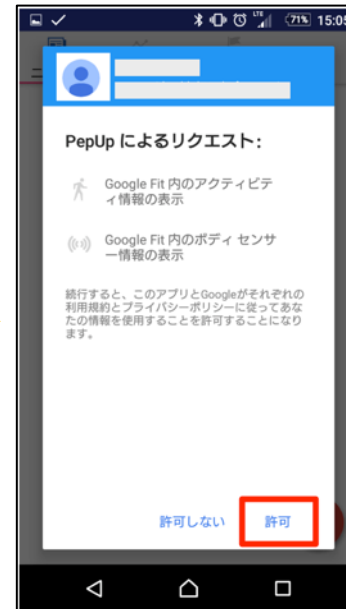 LTE 71% 15:05
PepUp によるリクエスト:
Google Fit 内のアクティビテ
ィ情報の表示
Google Fit 内のボディ センサ
ー情報の表示
続行すると、このアプリとGoogleがそれぞれの
利用規約とプライバシーポリシーに従ってあな
たの情報を使用することを許可することになり
ます。
許可しない 許可